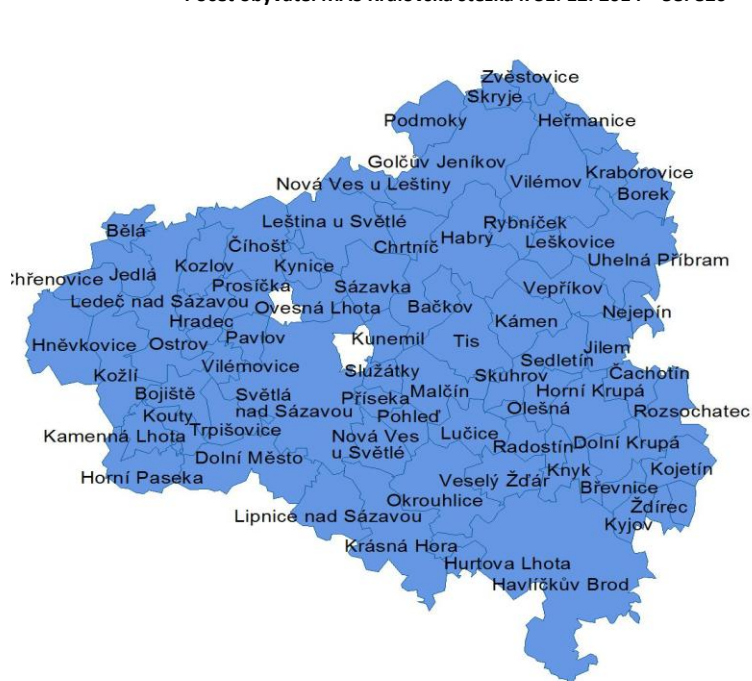 Zvěstovice
Skryje
Podmoky
Heřmanice
Golčův Jeníkov
Kraborovice
Nová Ves u Leštiny
Vilémov
Borek
Leština u Světlé
Rybníček
Bělá
Číhošť
Chrtníč
Habry
Leškovice
Uhelná Příbram
Chřenovice
Jedlá
Kozlov
Kynice
Prosíčka
Sázavka
Vepříkov
Ledeč nad Sázavou
Ovesná Lhota
Bačkov
Nejepín
Hradec
Kámen
Hněvkovice
Ostrov
Pavlov
Kunemil
Tis
Jilem
Vilémovice
Sedletín
Kožlí
Služátky
Skuhrov
Čachotín
Bojiště
Světlá
nad Sázavou
Příseka
Malčín
Horní Krupá
Kouty
Pohleď
Olešná
Rozsochatec
Kamenná Lhota
Trpišovice
Nová Ves
u Světlé
Lučice
Radostín
Dolní Krupá
Dolní Město
Horní Paseka
Veselý Žďár
Knyk
Kojetín
Břevnice
Okrouhlice
Ždírec
Lipnice nad Sázavou
Kyjov
Krásná Hora
Hurtova Lhota
Havlíčkův Brod